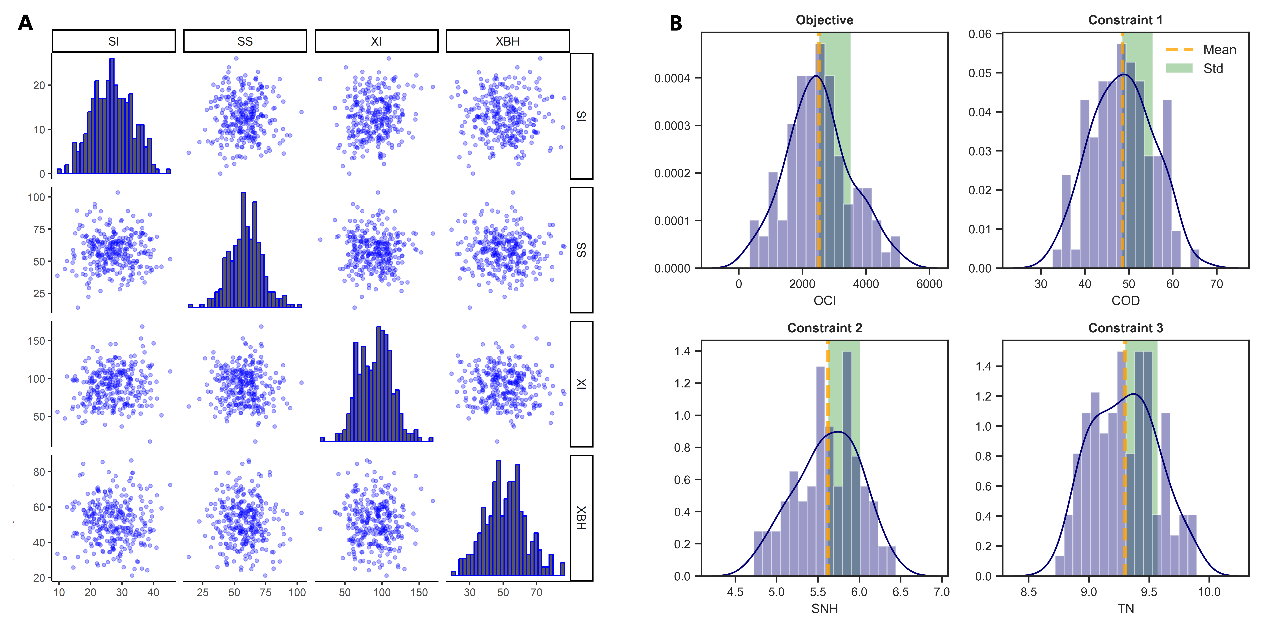 A
SI
SS
XI
XBH
20
10
0
SI
100
75
50
25
SS
150
100
50
XI
80
60
40
20
XBH
10 20 30 40
25 50 75 100
50 100 150
30 50 70
B
Objective
0.0004
0.0003
0.0002
0.0001
0.0000
0 2000 4000 6000
OCI
Constraint 1
0.06
0.05
0.04
0.03
0.02
0.01
0.00
Mean
Std
30 40 50 60 70
COD
Constraint 2
1.4
1.2
1.0
0.8
0.6
0.4
0.2
0.0
4.5 5.0 5.5 6.0 6.5 7.0
SNH
Constraint 3
1.4
1.2
1.0
0.8
0.6
0.4
0.2
0.0
8.5 9.0 9.5 10.0
TN